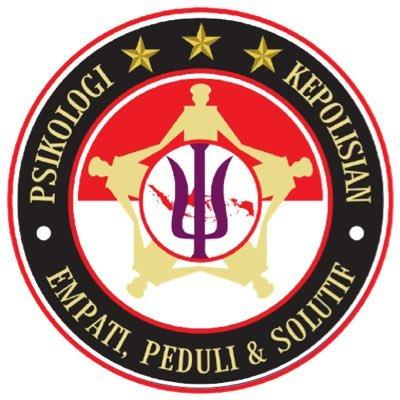 PSIKOLOGI KEPOLISIAN
EMPATI, PEDULI & SOLUTIF